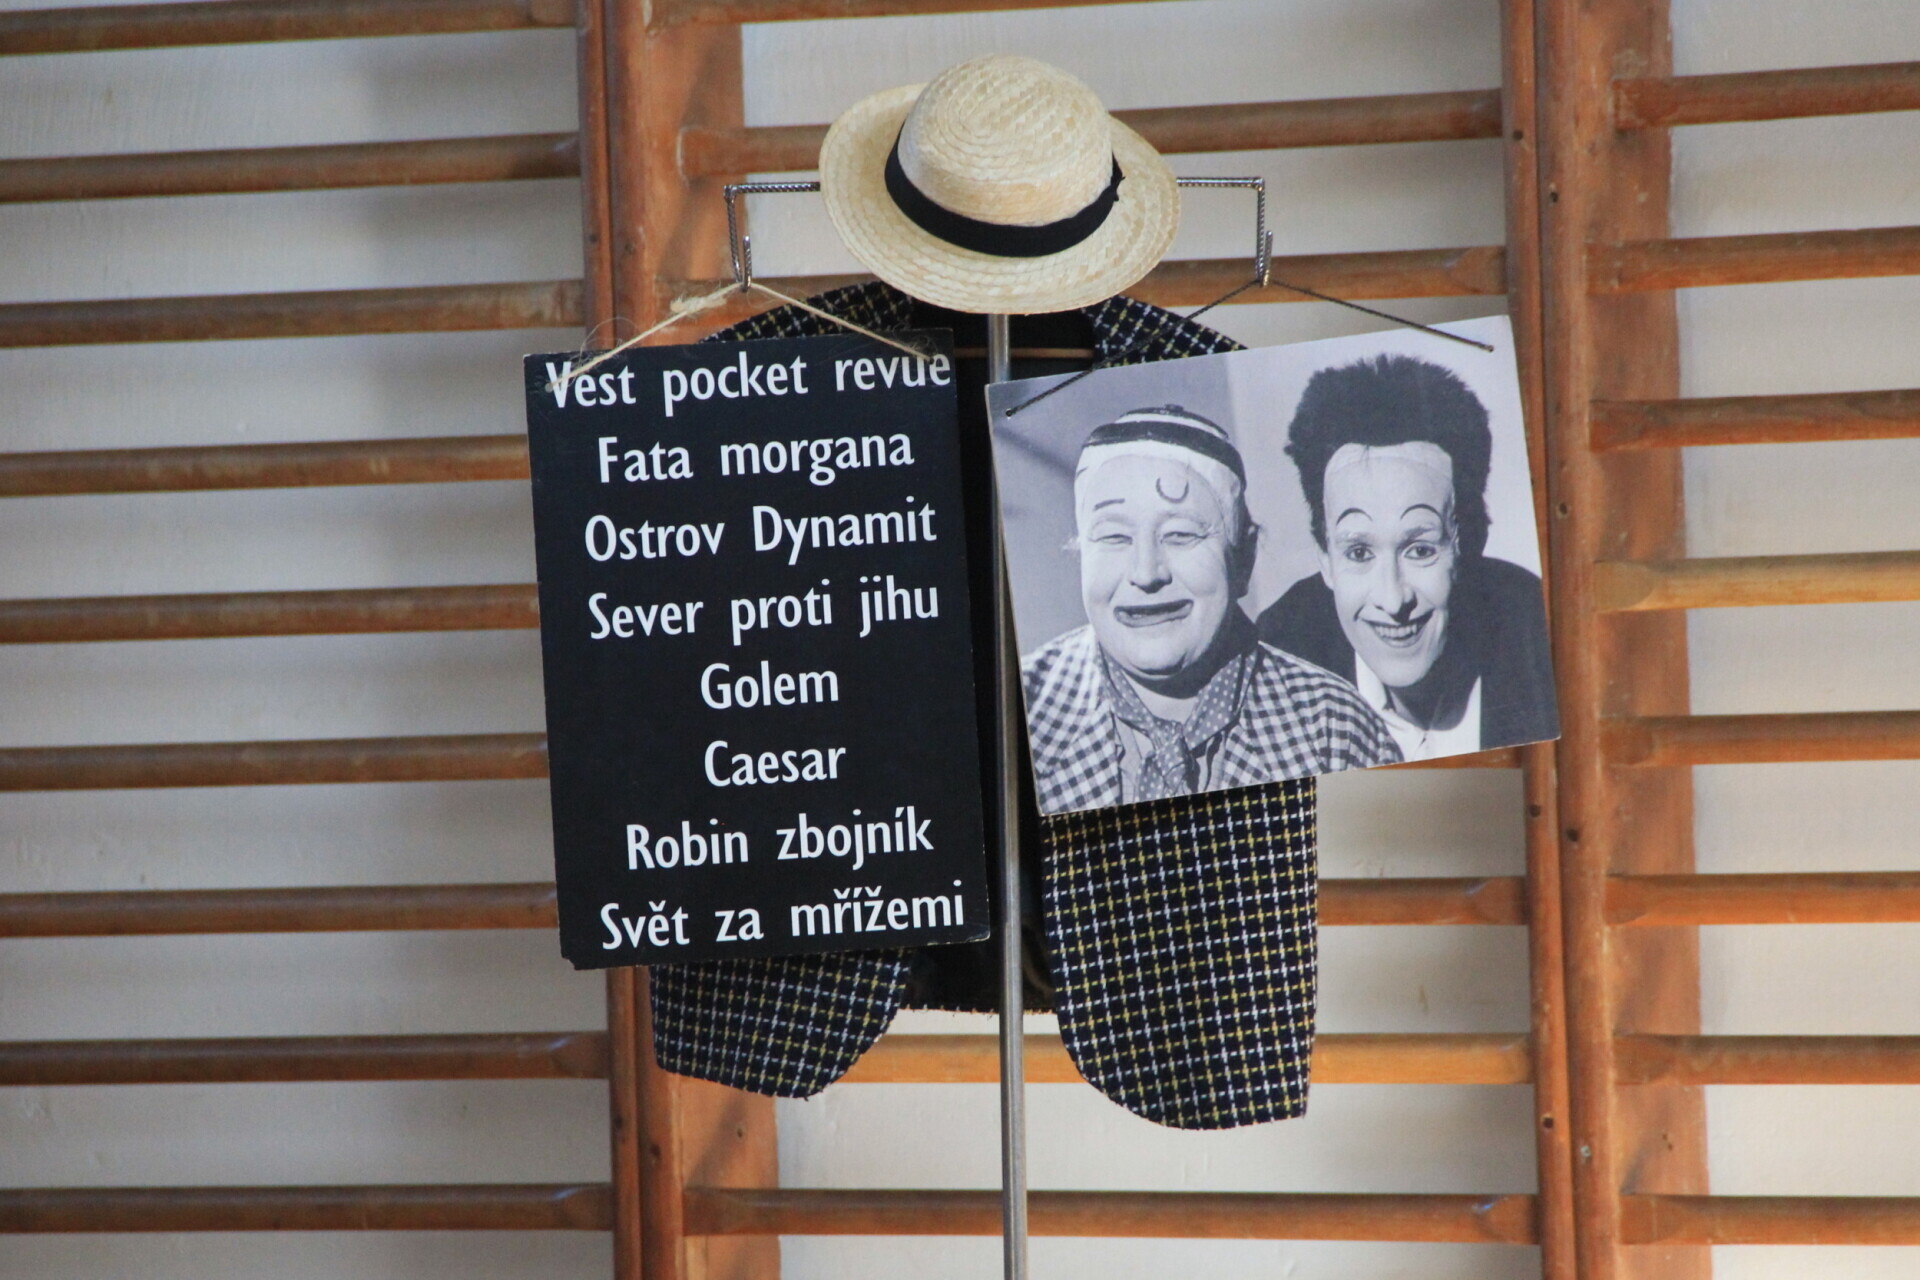 Vest pocket revue
Fata morgana
Ostrov Dynamit
Sever proti jihu
Golem
Caesar
Robin zbojník
Svět za mřížemi